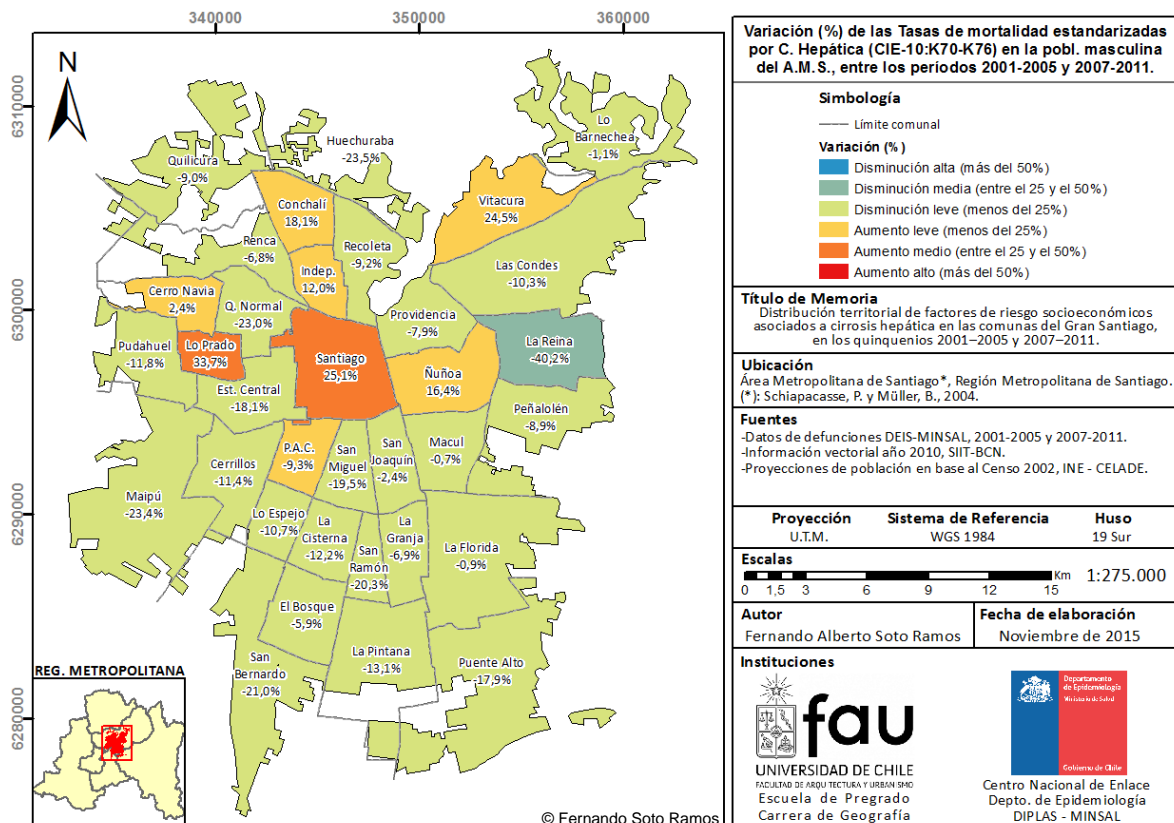 340000
350000
360000
6310000
6300000
6290000
6280000
N
Lo
Barnechea
-1,1%
Huechuraba
-23,5%
Quilicura
-9,0%
Vitacura
24,5%
Conchalí
18,1%
Renca
-6,8%
Recoleta
-9,2%
Las Condes
-10,3%
Indep.
12,0%
Cerro Navia
2,4%
Q. Normal
-23,0%
Providencia
-7,9%
La Reina
-40,2%
Pudahuel
-11,8%
Lo Prado
33,7%
Santiago
25,1%
Ñuñoa
16,4%
Est. Central
-18,1%
Peñalolén
-8,9%
P.A.C.
-9,3%
San
Miguel
-19,5%
San
Joaquín
-2,4%
Macul
-0,7%
Cerrillos
-11,4%
Maipú
-23,4%
Lo Espejo
-10,7%
La
Cisterna
-12,2%
San
Ramón
-20,3%
La
Granja
-6,9%
La Florida
-0,9%
El Bosque
-5,9%
San
Bernardo
-21,0%
La Pintana
-13,1%
Puente Alto
-17,9%
REG. METROPOLITANA
© Fernando Soto Ramos
Variación (%) de las Tasas de mortalidad estandarizadas
por C. Hepática (CIE-10:K70-K76) en la pobl. masculina
del A.M.S., entre los períodos 2001-2005 y 2007-2011.
Simbología
Límite comunal
Variación (%)
Disminución alta (más del 50%)
Disminución media (entre el 25 y el 50%)
Disminución leve (menos del 25%)
Aumento leve (menos del 25%)
Aumento medio (entre el 25 y el 50%)
Aumento alto (más del 50%)
Título de Memoria
Distribución territorial de factores de riesgo socioeconómicos
asociados a cirrosis hepática en las comunas del Gran Santiago,
en los quinquenios 2001–2005 y 2007–2011.
Ubicación
Área Metropolitana de Santiago*, Región Metropolitana de Santiago.
(*): Schiapacasse, P. y Müller, B., 2004.
Fuentes
-Datos de defunciones DEIS-MINSAL, 2001-2005 y 2007-2011.
-Información vectorial año 2010, SIIT-BCN.
-Proyecciones de población en base al Censo 2002, INE - CELADE.
Proyección Sistema de Referencia Huso
U.T.M. WGS 1984 19 Sur
Escalas
Km 1:275.000
0 1,5 3 6 9 12 15
Autor
Fernando Alberto Soto Ramos
Fecha de elaboración
Noviembre de 2015
Instituciones
fau
UNIVERSIDAD DE CHILE
FACULTAD DE ARQUITECTURA Y URBANISMO
Escuela de Pregrado
Carrera de Geografía
Departamento
de Epidemiología
Ministerio de Salud
Gobierno de Chile
Centro Nacional de Enlace
Depto. de Epidemiología
DIPLAS - MINSAL